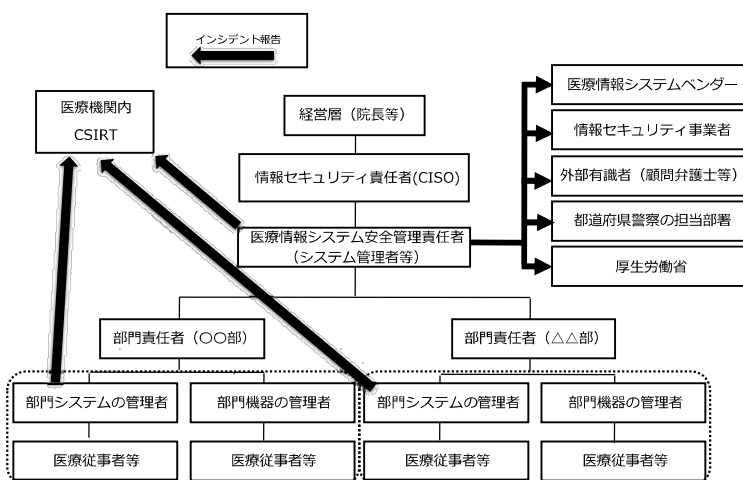 インシデント報告
医療機関内
CSIRT
経営層（院長等）
情報セキュリティ責任者(CISO)
医療情報システム安全管理責任者
（システム管理者等）
医療情報システムベンダー
情報セキュリティ事業者
外部有識者（顧問弁護士等）
都道府県警察の担当部署
厚生労働省
部門責任者（〇〇部）
部門責任者（△△部）
部門システムの管理者
部門機器の管理者
部門システムの管理者
部門機器の管理者
医療従事者等
医療従事者等
医療従事者等
医療従事者等